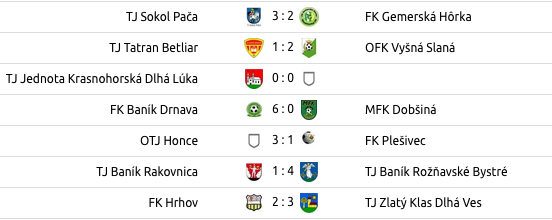 TJ Sokol Pača 3 : 2 FK Gemerská Hôrka
TJ Tatran Betliar 1 : 2 OFK Vyšná Slaná
TJ Jednota Krasnohorská Dlhá Lúka 0 : 0
FK Baník Drnava 6 : 0 MFK Dobšiná
OTJ Honce 3 : 1 FK Plešivec
TJ Baník Rakovnica 1 : 4 TJ Baník Rožňavské Bystré
FK Hrhov 2 : 3 TJ Zlatý Klas Dlhá Ves